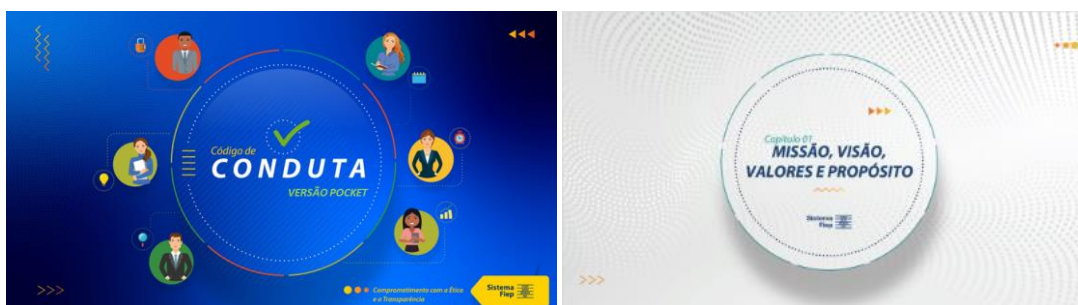 Código de
CONDUTA
VERSÃO POCKET
Comprometimento com a Ética
e a Transparência
Sistema
Fiep
Capítulo 01
MISSÃO, VISÃO,
VALORES E PROPÓSITO
Sistema
Fiep